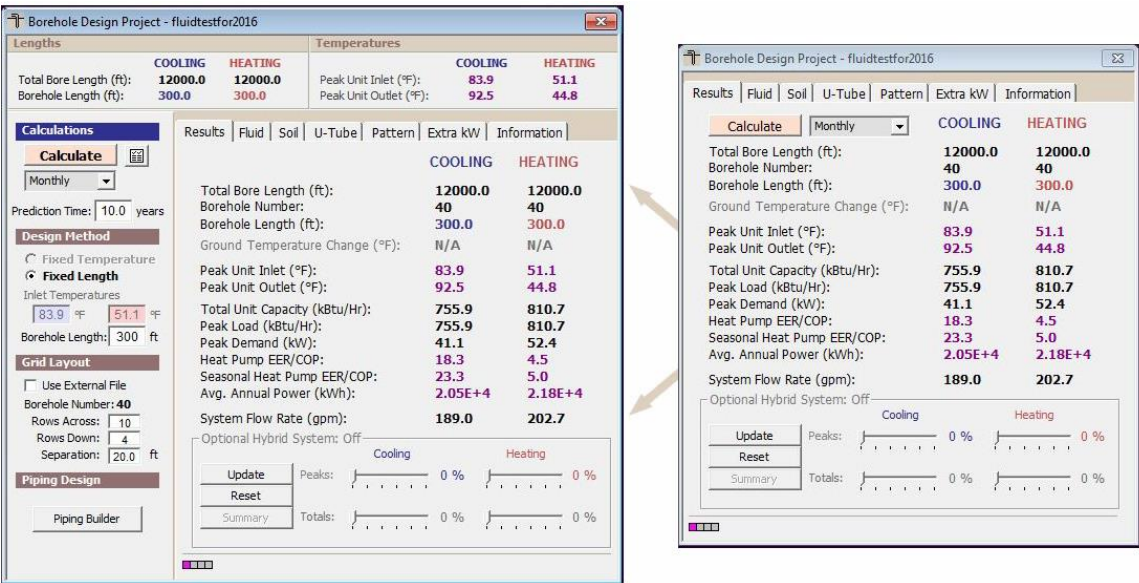 Borehole Design Project - fluidtestfor2016
Lengths Temperatures
COOLING HEATING COOLING HEATING
Total Bore Length (ft): 12000.0 12000.0 Peak Unit Inlet (°F): 83.9 51.1
Borehole Length (ft): 300.0 300.0 Peak Unit Outlet (°F): 92.5 44.8
Calculations
Calculate
Monthly
Prediction Time: 10.0 years
Design Method
Fixed Temperature
Fixed Length
Inlet Temperatures
83.9 °F 51.1 °F
Borehole Length: 300 ft
Grid Layout
Use External File
Borehole Number: 40
Rows Across: 10
Rows Down: 4
Separation: 20.0 ft
Piping Design
Piping Builder
Results Fluid Soil U-Tube Pattern Extra kW Information
COOLING HEATING
Total Bore Length (ft): 12000.0 12000.0
Borehole Number: 40 40
Borehole Length (ft): 300.0 300.0
Ground Temperature Change (°F): N/A N/A
Peak Unit Inlet (°F): 83.9 51.1
Peak Unit Outlet (°F): 92.5 44.8
Total Unit Capacity (kBtu/Hr): 755.9 810.7
Peak Load (kBtu/Hr): 755.9 810.7
Peak Demand (kW): 41.1 52.4
Heat Pump EER/COP: 18.3 4.5
Seasonal Heat Pump EER/COP: 23.3 5.0
Avg. Annual Power (kWh): 2.05E+4 2.18E+4
System Flow Rate (gpm): 189.0 202.7
Optional Hybrid System: Off
Cooling Heating
Update Peaks: 0 % 0 %
Reset
Summary Totals: 0 % 0 %
Borehole Design Project - fluidtestfor2016
Results Fluid Soil U-Tube Pattern Extra kW Information
Calculate Monthly COOLING HEATING
Total Bore Length (ft): 12000.0 12000.0
Borehole Number: 40 40
Borehole Length (ft): 300.0 300.0
Ground Temperature Change (°F): N/A N/A
Peak Unit Inlet (°F): 83.9 51.1
Peak Unit Outlet (°F): 92.5 44.8
Total Unit Capacity (kBtu/Hr): 755.9 810.7
Peak Load (kBtu/Hr): 755.9 810.7
Peak Demand (kW): 41.1 52.4
Heat Pump EER/COP: 18.3 4.5
Seasonal Heat Pump EER/COP: 23.3 5.0
Avg. Annual Power (kWh): 2.05E+4 2.18E+4
System Flow Rate (gpm): 189.0 202.7
Optional Hybrid System: Off
Cooling Heating
Update Peaks: 0 % 0 %
Reset
Summary Totals: 0 % 0 %